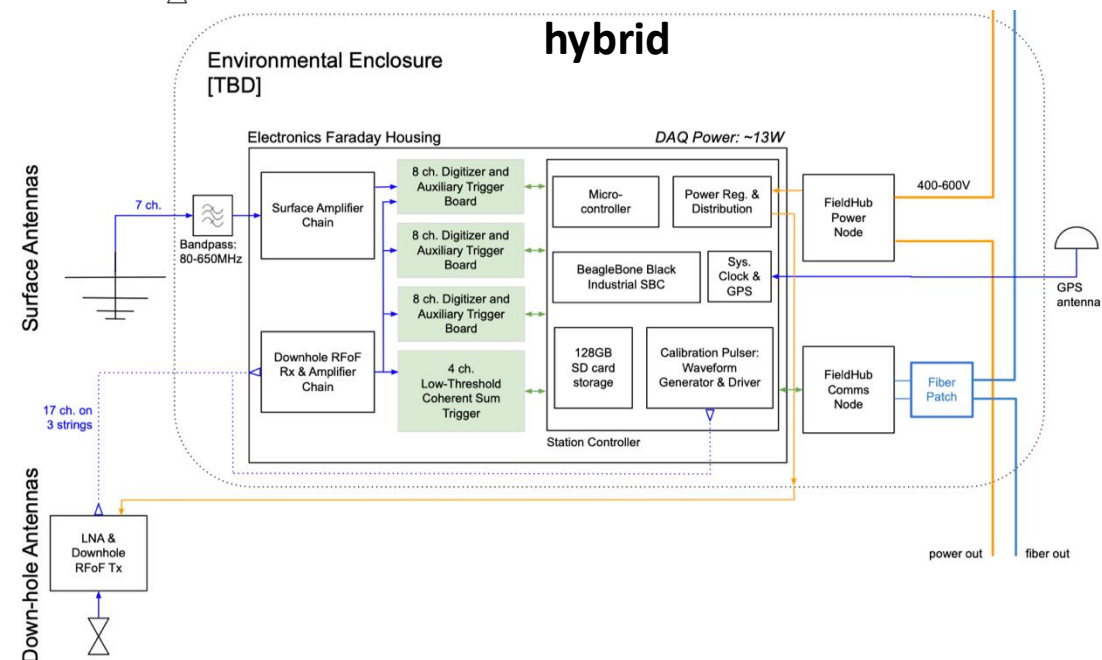 hybrid
Environmental Enclosure
[TBD]
Electronics Faraday Housing
DAQ Power: ~13W
Surface Antennas
7 ch.
Bandpass:
80-650MHz
Surface Amplifier
Chain
8 ch. Digitizer and
Auxiliary Trigger
Board
8 ch. Digitizer and
Auxiliary Trigger
Board
8 ch. Digitizer and
Auxiliary Trigger
Board
4 ch.
Low-Threshold
Coherent Sum
Trigger
Downhole RFoF
Rx & Amplifier
Chain
Micro-
controller
Power Reg. &
Distribution
BeagleBone Black
Industrial SBC
Sys.
Clock &
GPS
128GB
SD card
storage
Calibration Pulser:
Waveform
Generator & Driver
Station Controller
FieldHub
Power
Node
400-600V
GPS
antenna
FieldHub
Comms
Node
Fiber
Patch
17 ch. on
3 strings
Down-hole Antennas
LNA &
Downhole
RFoF Tx
power out
fiber out